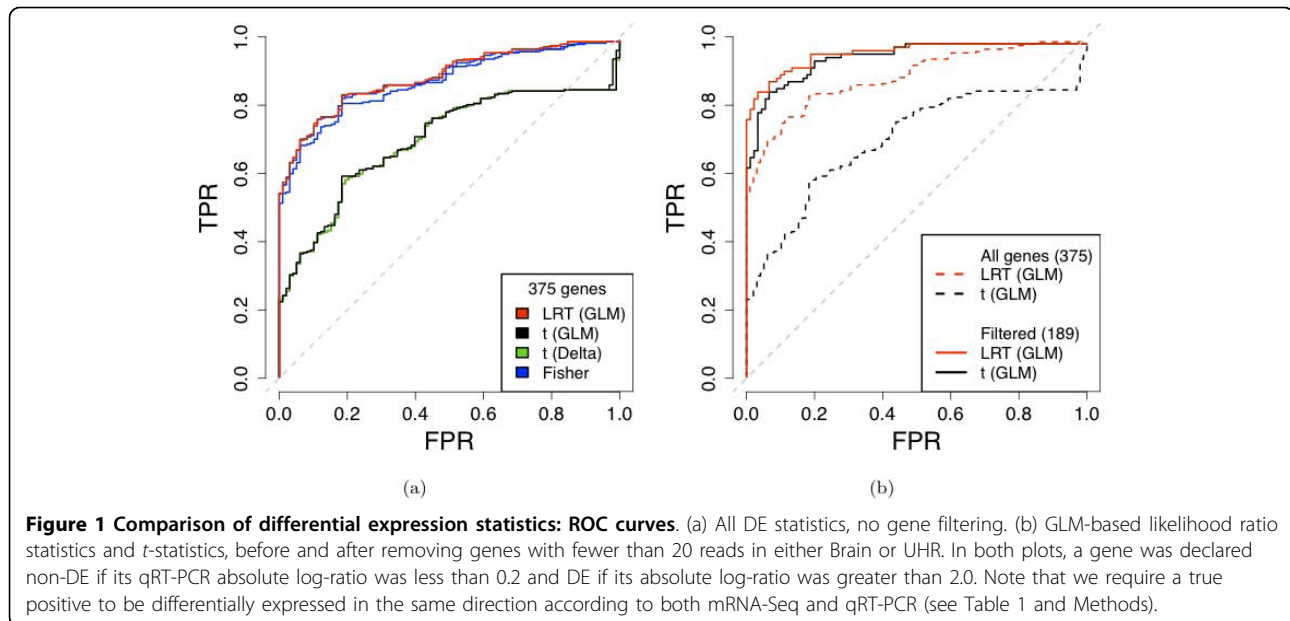 1.0
0.8
0.6
0.4
0.2
0.0
TPR
0.0 0.2 0.4 0.6 0.8 1.0
FPR
375 genes
LRT (GLM)
t (GLM)
t (Delta)
Fisher
(a)
1.0
0.8
0.6
0.4
0.2
0.0
TPR
0.0 0.2 0.4 0.6 0.8 1.0
FPR
All genes (375)
LRT (GLM)
t (GLM)
Filtered (189)
LRT (GLM)
t (GLM)
(b)
Figure 1 Comparison of differential expression statistics: ROC curves. (a) All DE statistics, no gene filtering. (b) GLM-based likelihood ratio
statistics and t-statistics, before and after removing genes with fewer than 20 reads in either Brain or UHR. In both plots, a gene was declared
non-DE if its qRT-PCR absolute log-ratio was less than 0.2 and DE if its absolute log-ratio was greater than 2.0. Note that we require a true
positive to be differentially expressed in the same direction according to both mRNA-Seq and qRT-PCR (see Table 1 and Methods).